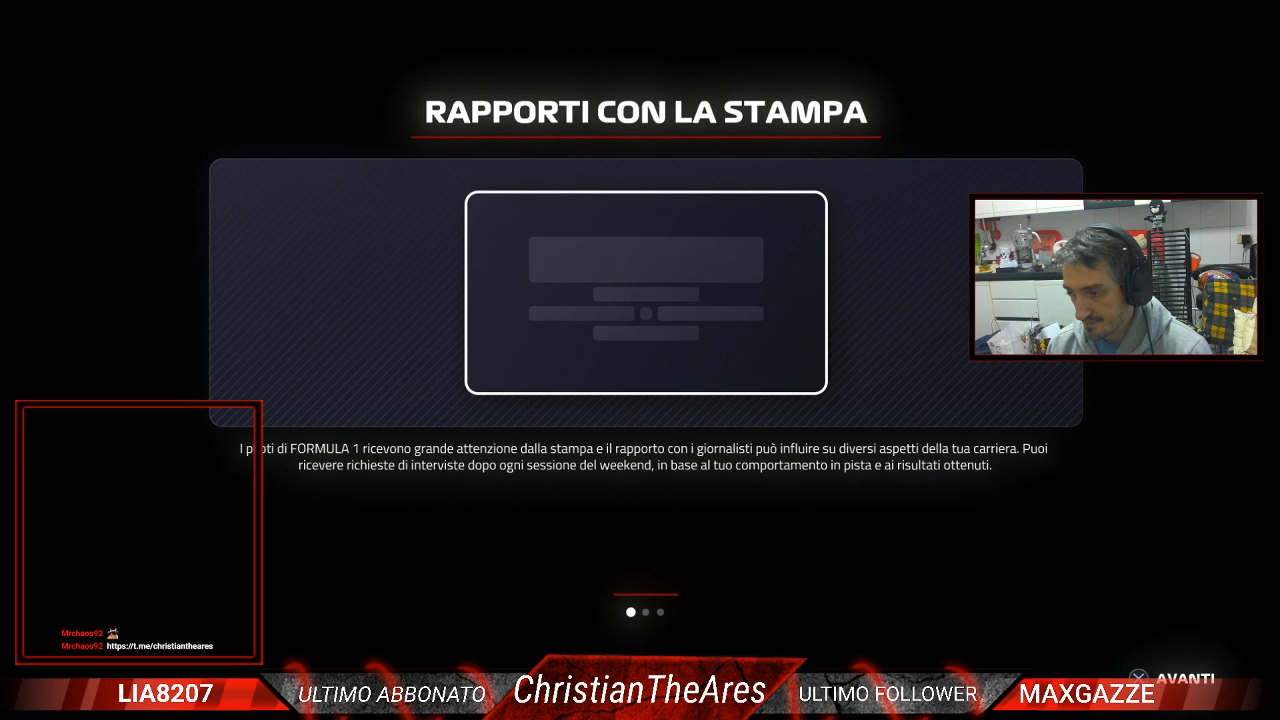 RAPPORTI CON LA STAMPA
I piloti di FORMULA 1 ricevono grande attenzione dalla stampa e il rapporto con i giornalisti può influire su diversi aspetti della tua carriera. Puoi
ricevere richieste di interviste dopo ogni sessione del weekend, in base al tuo comportamento in pista e ai risultati ottenuti.
Mrchaos92
Mrchaos92 https://t.me/christiantheares
AVANTI
LIA8207 ULTIMO ABBONATO ChristianTheAres ULTIMO FOLLOWER MAXGAZZE